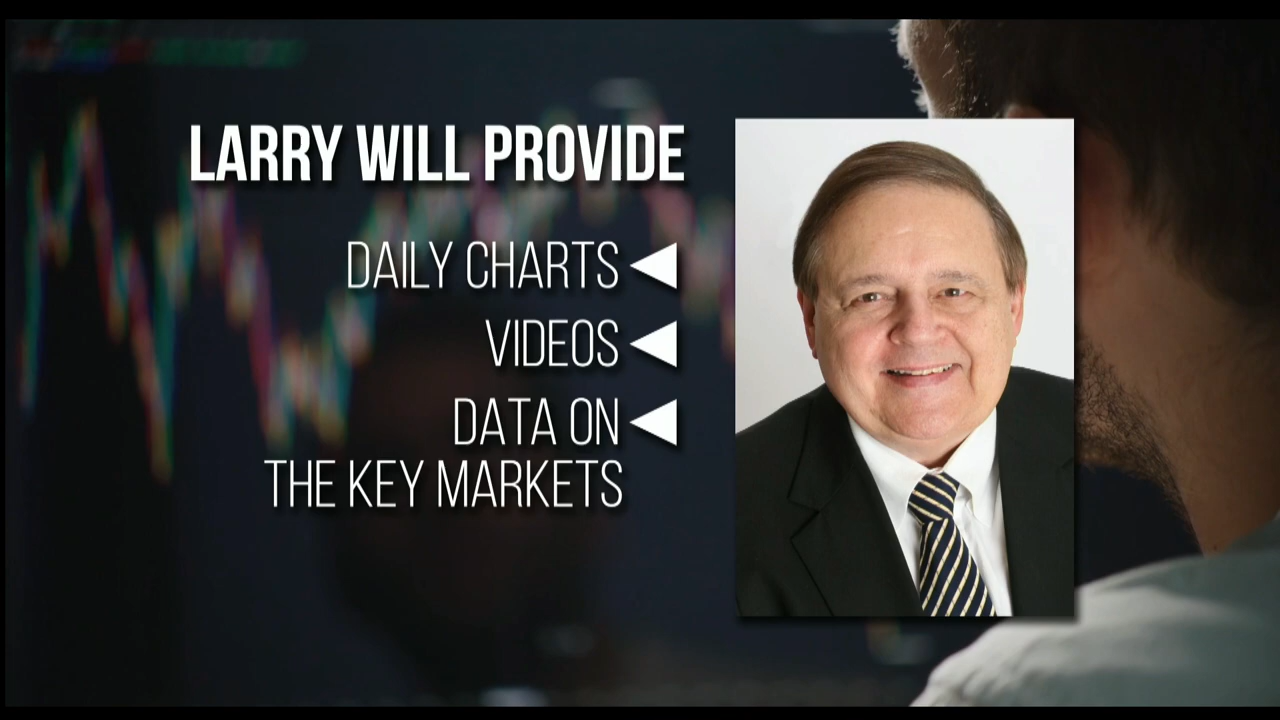 LARRY WILL PROVIDE
DAILY CHARTS
VIDEOS
DATA ON
THE KEY MARKETS